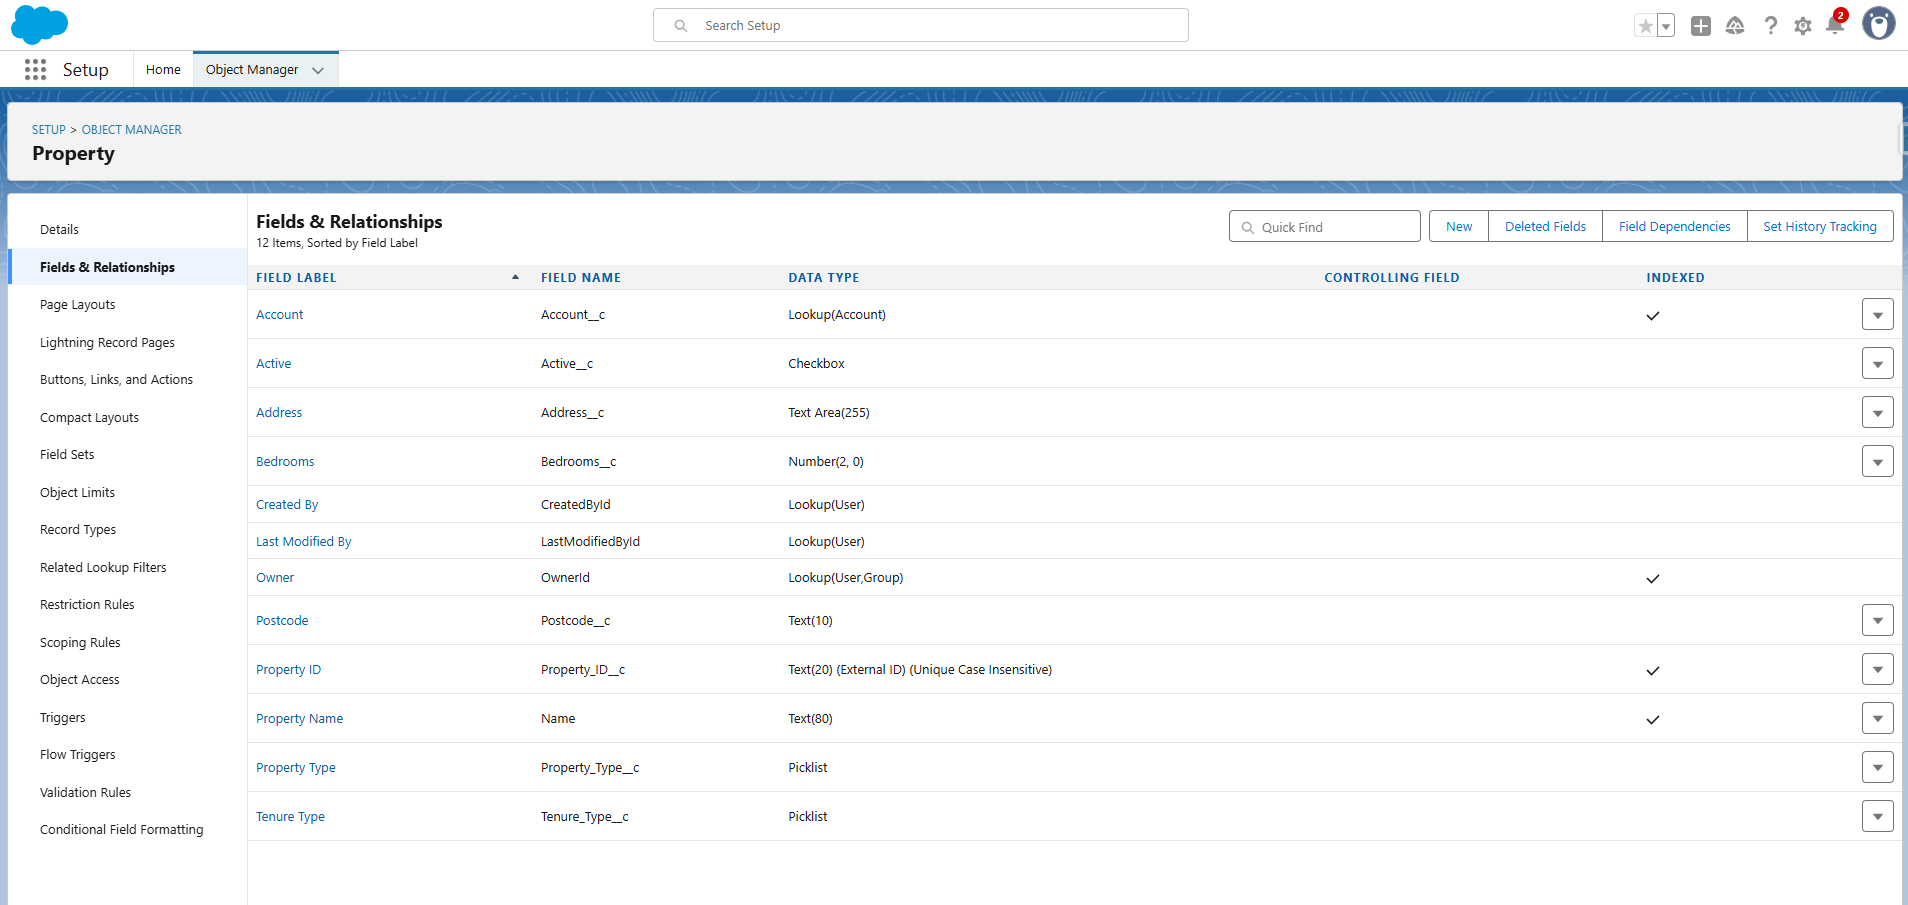 Search Setup
2
Setup
Home
Object Manager
SETUP > OBJECT MANAGER
Property
Details
Fields & Relationships
Page Layouts
Lightning Record Pages
Buttons, Links, and Actions
Compact Layouts
Field Sets
Object Limits
Record Types
Related Lookup Filters
Restriction Rules
Scoping Rules
Object Access
Triggers
Flow Triggers
Validation Rules
Conditional Field Formatting
Fields & Relationships
12 Items, Sorted by Field Label
Quick Find
New
Deleted Fields
Field Dependencies
Set History Tracking
FIELD LABEL FIELD NAME DATA TYPE CONTROLLING FIELD INDEXED
Account Account__c Lookup(Account)
Active Active__c Checkbox
Address Address__c Text Area(255)
Bedrooms Bedrooms__c Number(2, 0)
Created By CreatedById Lookup(User)
Last Modified By LastModifiedById Lookup(User)
Owner OwnerId Lookup(User,Group)
Postcode Postcode__c Text(10)
Property ID Property_ID__c Text(20) (External ID) (Unique Case Insensitive)
Property Name Name Text(80)
Property Type Property_Type__c Picklist
Tenure Type Tenure_Type__c Picklist